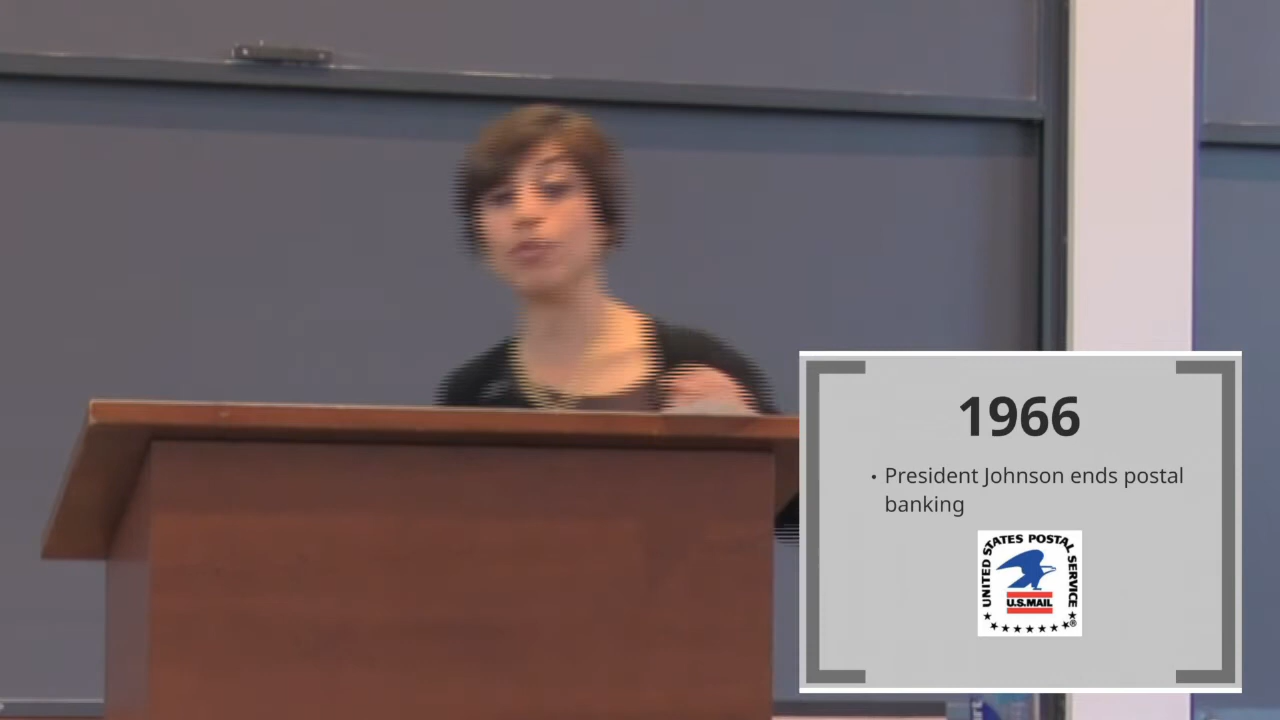 1966
• President Johnson ends postal
banking
UNITED STATES POSTAL SERVICE
U.S.MAIL
®